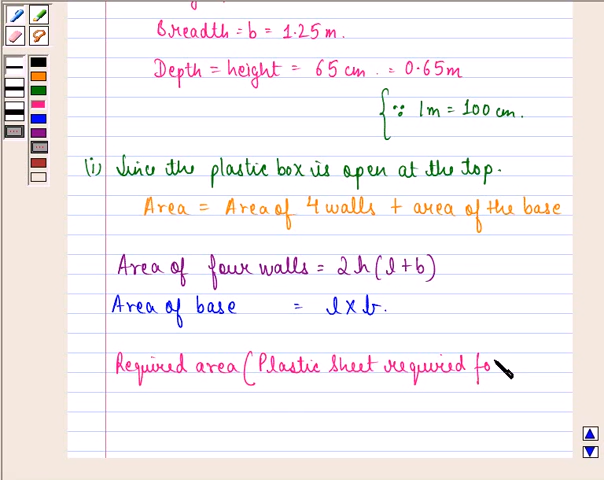 Breadth = b = 1.25 m.
Depth = height = 65 cm. = 0.65m
{∵ 1m = 100 cm.
(i) Since the plastic box is open at the top.
Area = Area of 4 walls + area of the base
Area of four walls = 2h(l+b)
Area of base = l×b.
Required area (Plastic sheet required fo